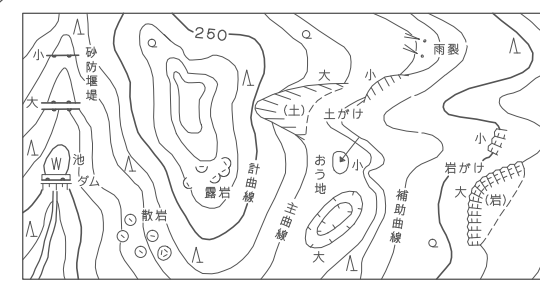 250
小
砂防堰堤
大
W
池
ダム
散岩
露岩
計曲線
主曲線
大
小
(土)
土がけ
雨裂
おう地
小
大
補助曲線
小
岩がけ
大
(岩)